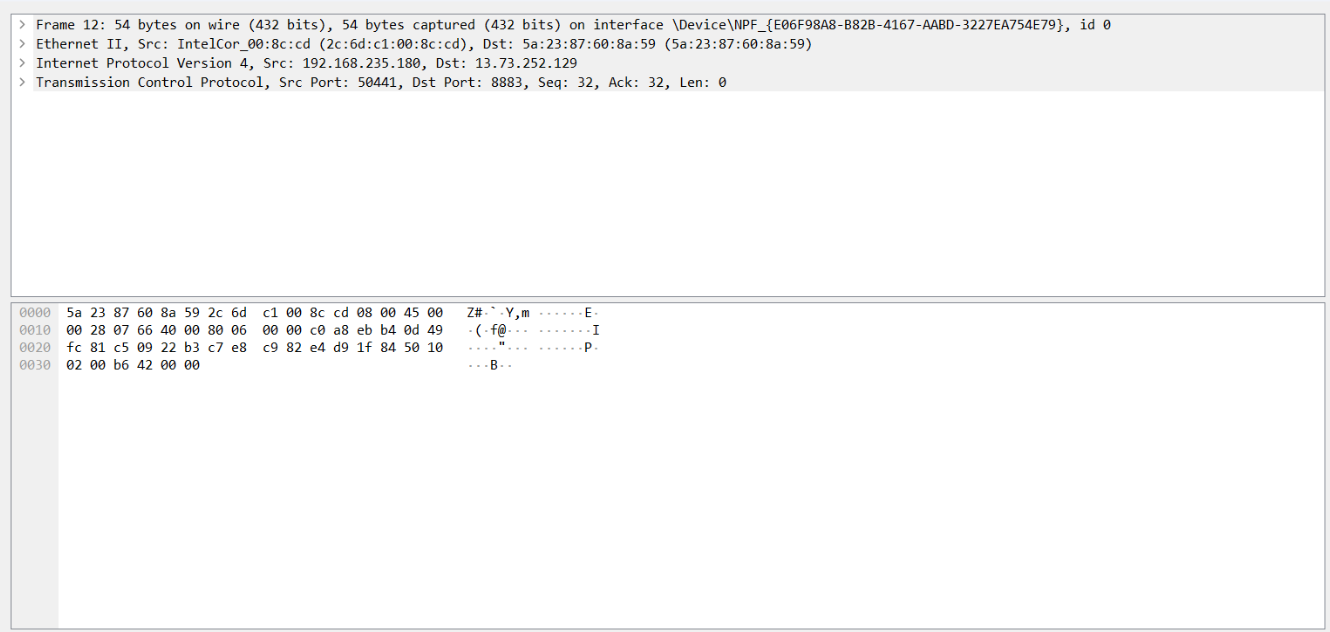 > Frame 12: 54 bytes on wire (432 bits), 54 bytes captured (432 bits) on interface \Device\NPF_{E06F98A8-B82B-4167-AABD-3227EA754E79}, id 0
> Ethernet II, Src: IntelCor_00:8c:cd (2c:6d:c1:00:8c:cd), Dst: 5a:23:87:60:8a:59 (5a:23:87:60:8a:59)
> Internet Protocol Version 4, Src: 192.168.235.180, Dst: 13.73.252.129
> Transmission Control Protocol, Src Port: 50441, Dst Port: 8883, Seq: 32, Ack: 32, Len: 0
0000 5a 23 87 60 8a 59 2c 6d c1 00 8c cd 08 00 45 00 Z#·`·Y,m ······E·
0010 00 28 07 66 40 00 80 06 00 00 c0 a8 eb b4 0d 49 ·(·f@··· ·······I
0020 fc 81 c5 09 22 b3 c7 e8 c9 82 e4 d9 1f 84 50 10 ····"··· ······P·
0030 02 00 b6 42 00 00 ···B··